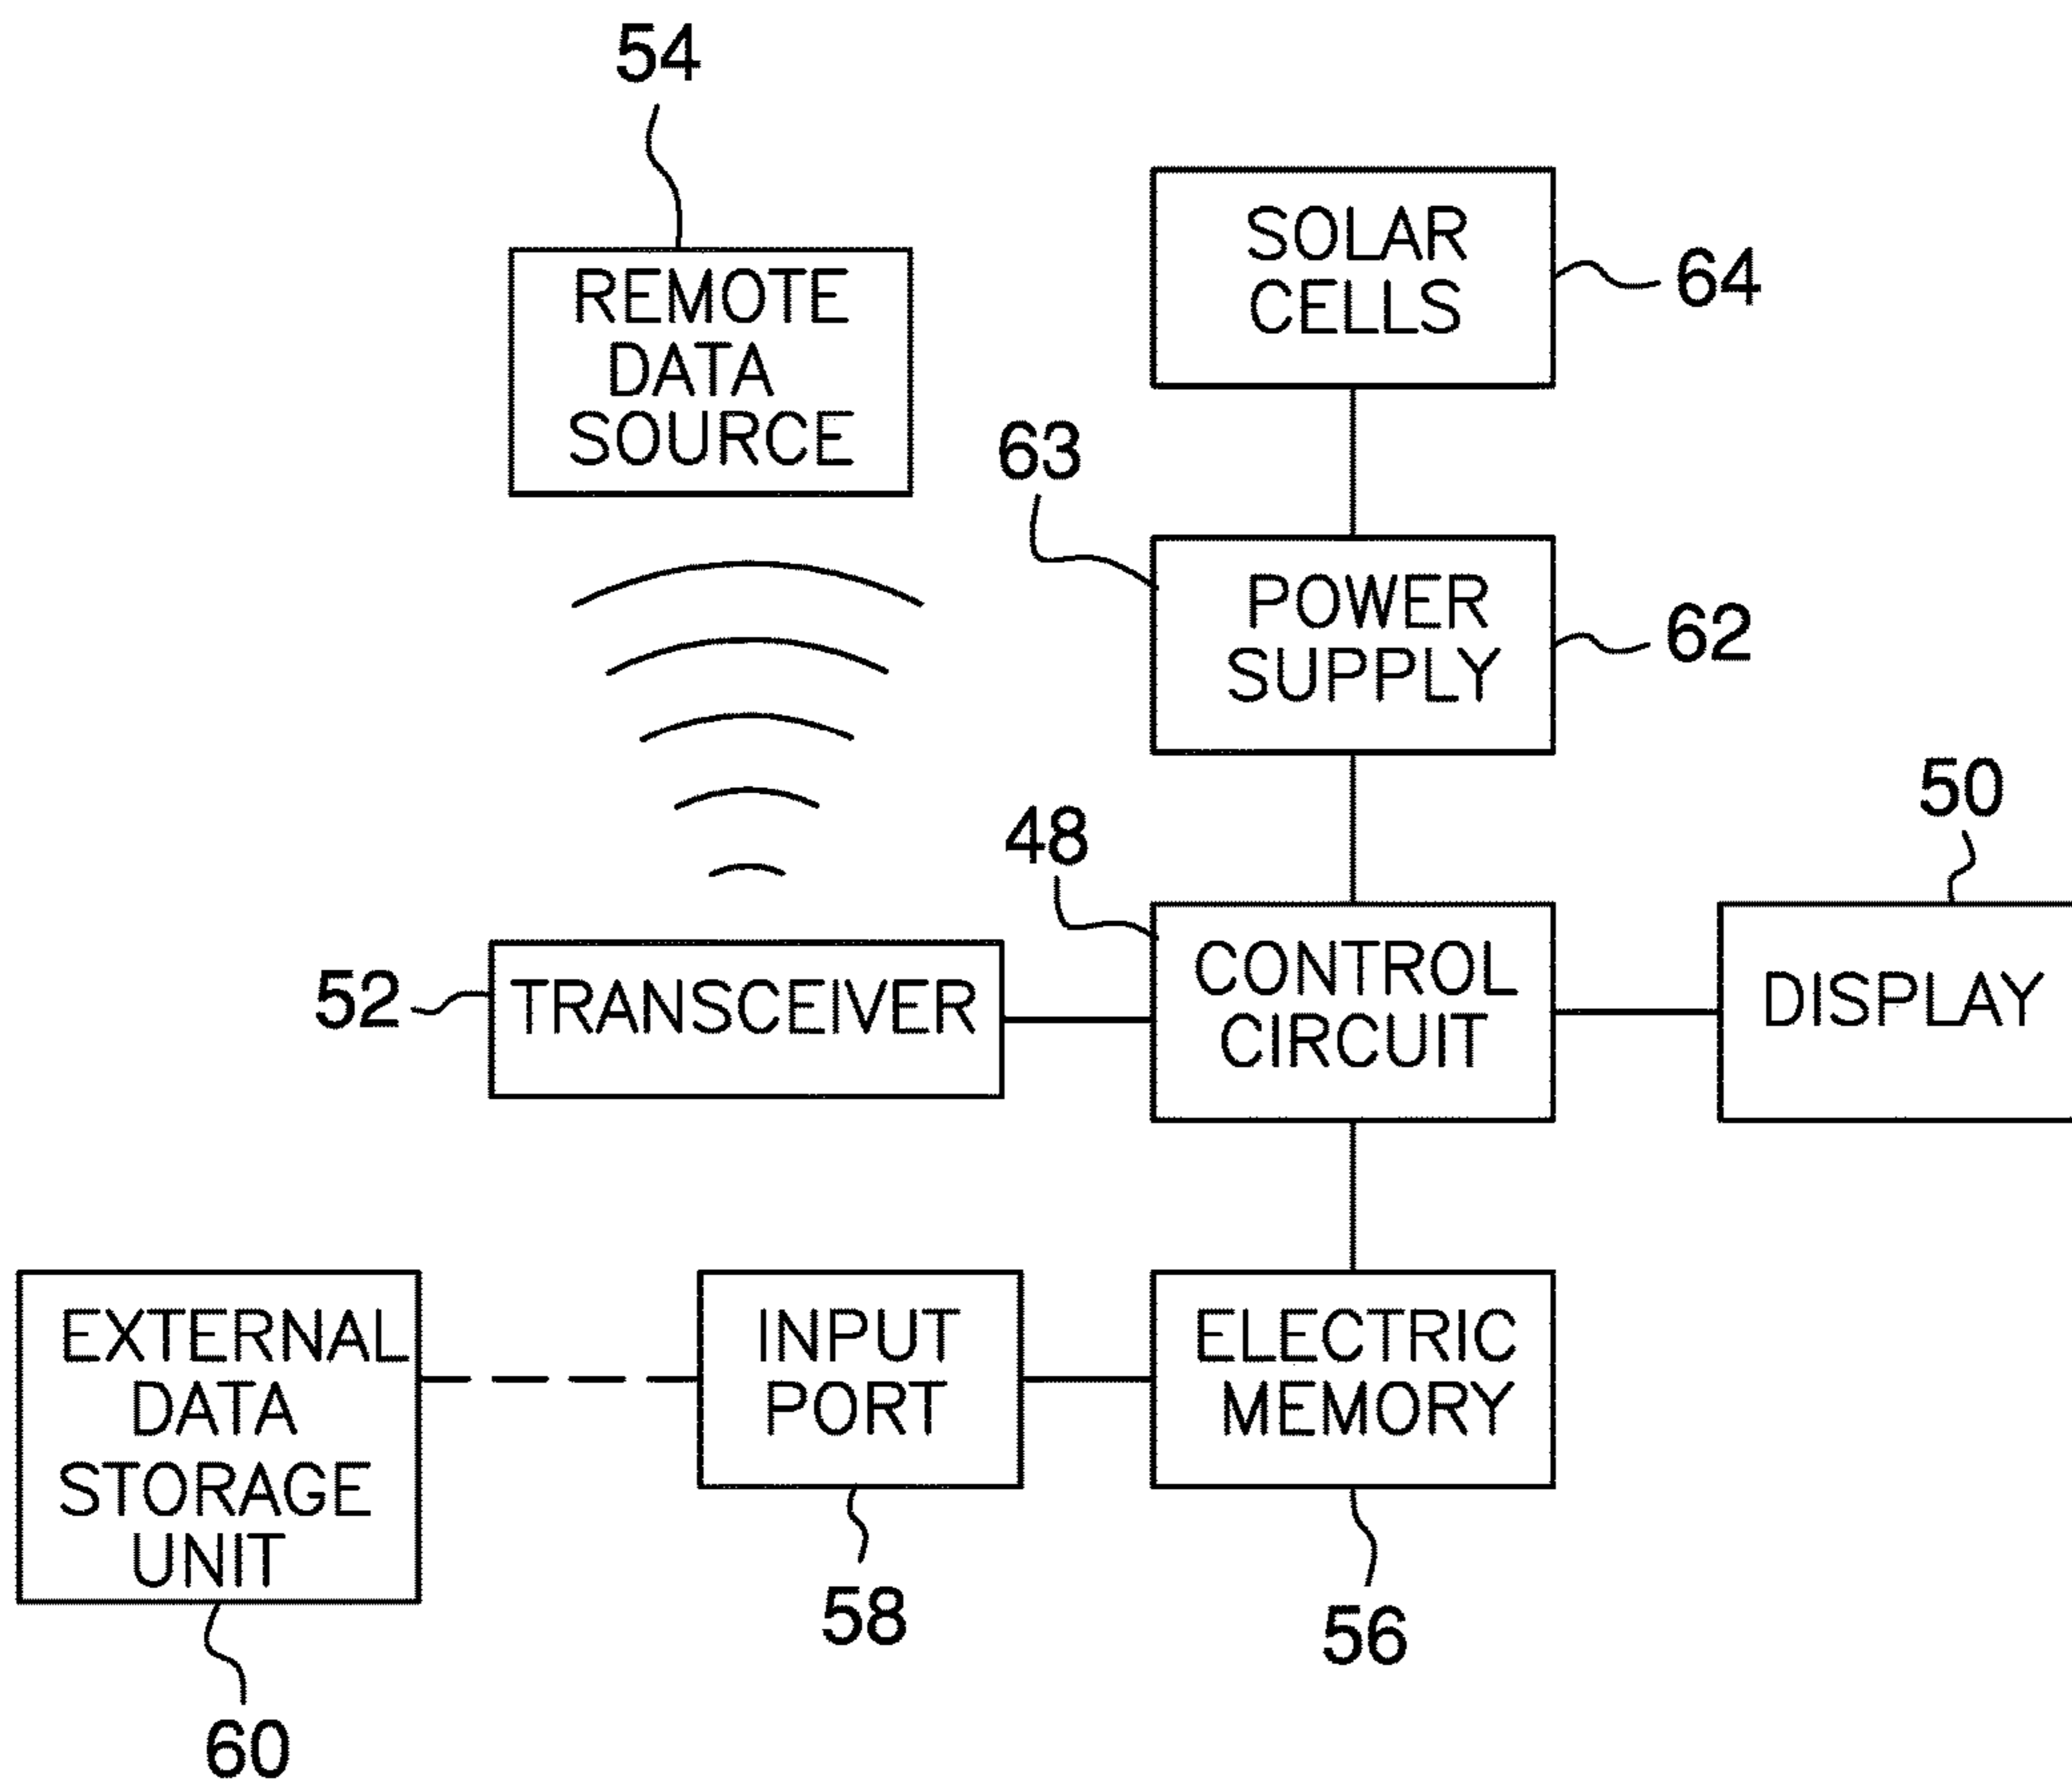 54
REMOTE
DATA
SOURCE
SOLAR
CELLS
64
63
POWER
SUPPLY
62
50
48
52
TRANSCEIVER
CONTROL
CIRCUIT
DISPLAY
EXTERNAL
DATA
STORAGE
UNIT
INPUT
PORT
ELECTRIC
MEMORY
58
56
60